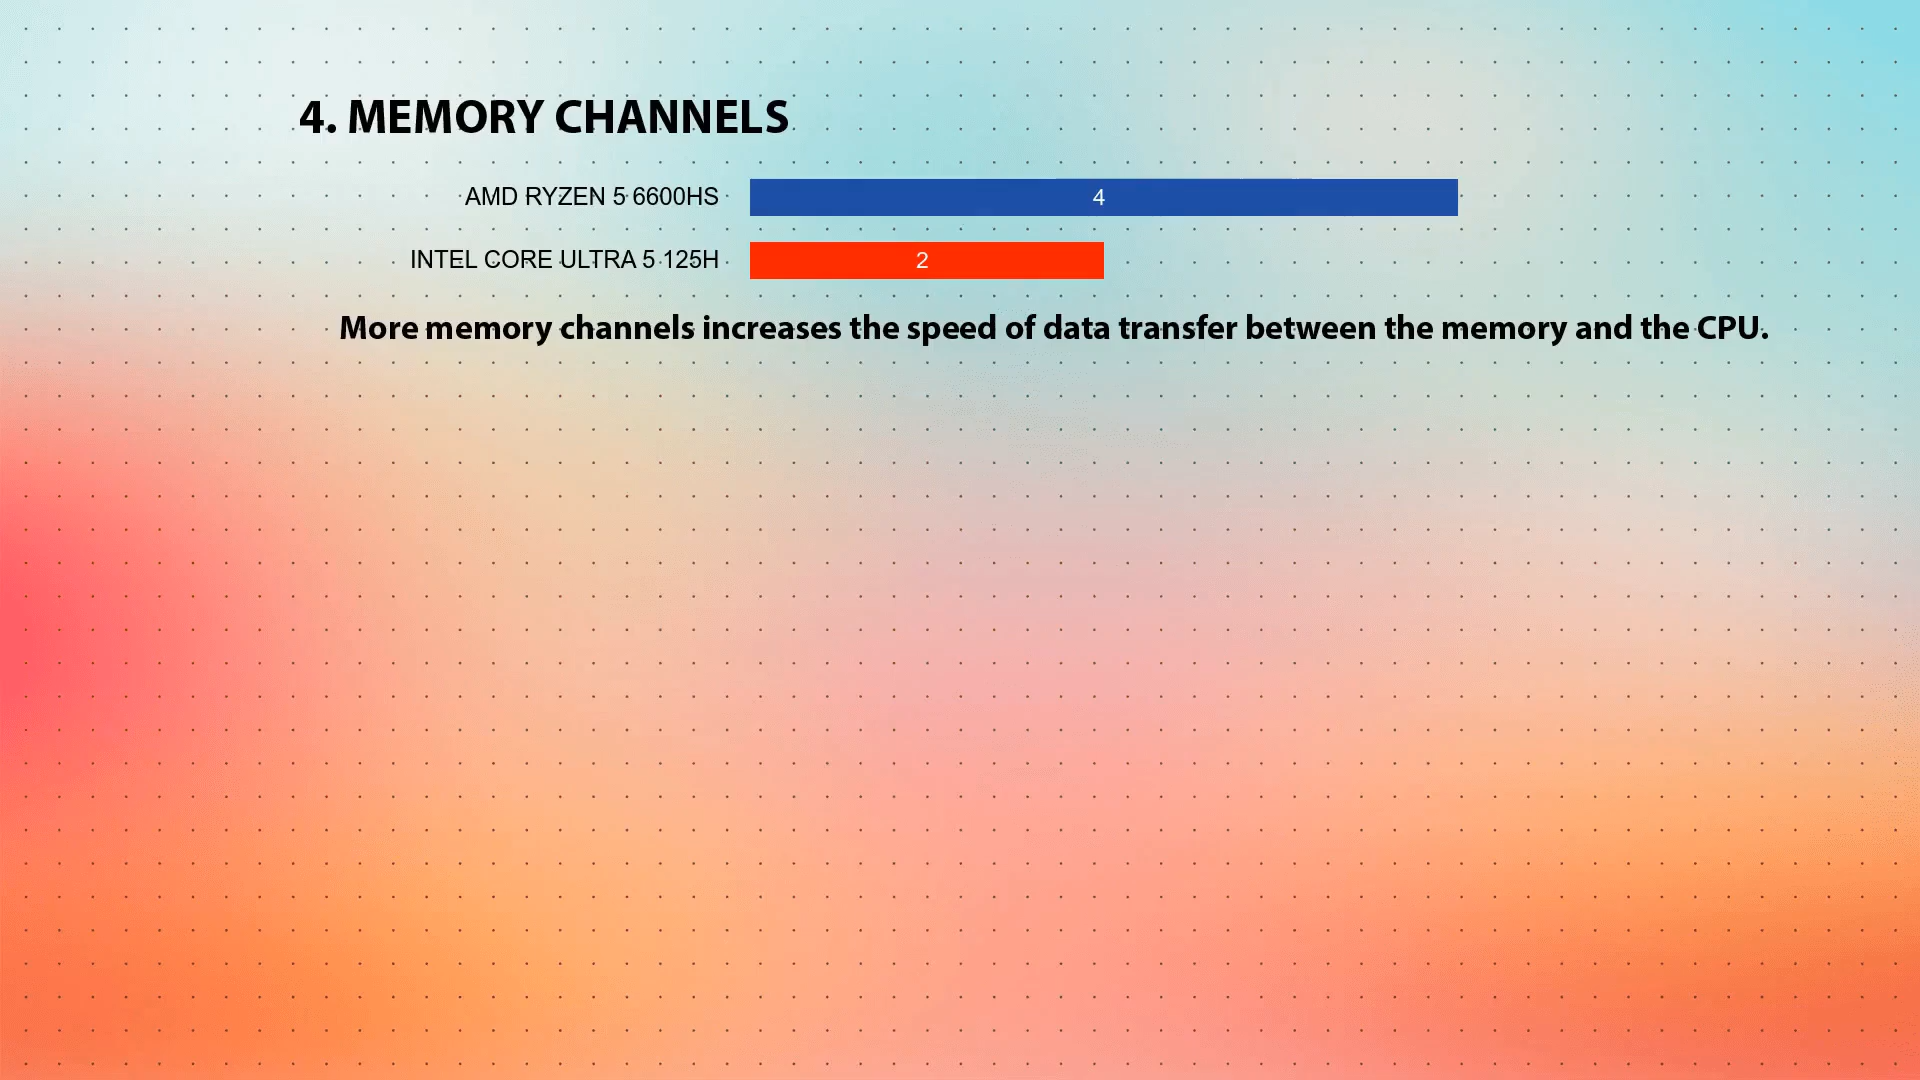 4. MEMORY CHANNELS
AMD RYZEN 5 6600HS 4
INTEL CORE ULTRA 5 125H 2
More memory channels increases the speed of data transfer between the memory and the CPU.